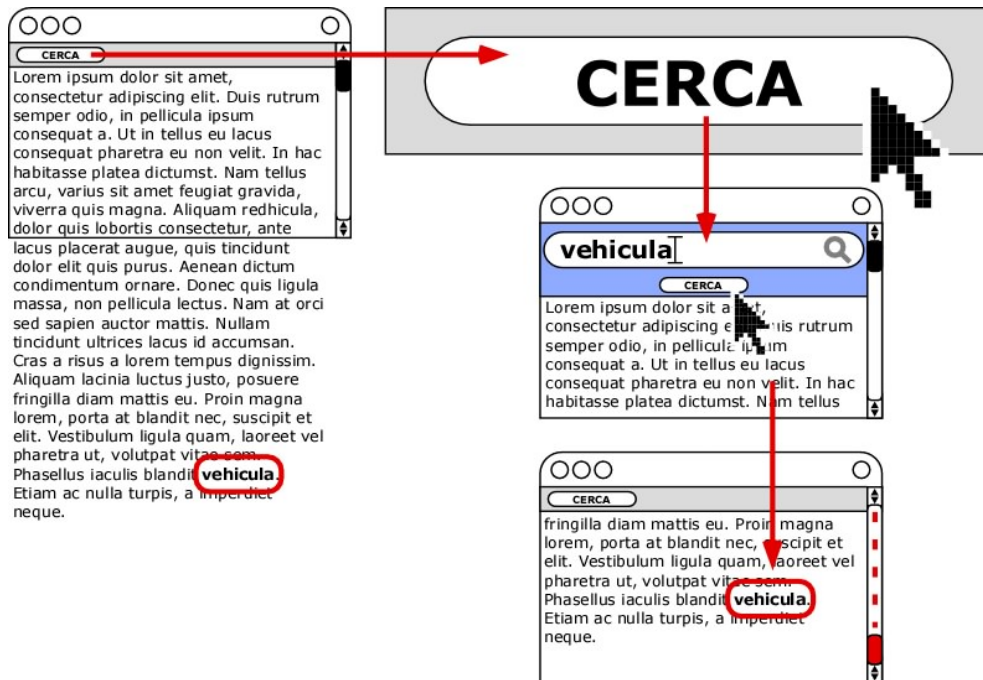 CERCA
Lorem ipsum dolor sit amet,
consectetur adipiscing elit. Duis rutrum
semper odio, in pellicula ipsum
consequat a. Ut in tellus eu lacus
consequat pharetra eu non velit. In hac
habitasse platea dictumst. Nam tellus
arcu, varius sit amet feugiat gravida,
viverra quis magna. Aliquam redhicula,
dolor quis lobortis consectetur, ante
lacus placerat augue, quis tincidunt
dolor elit quis purus. Aenean dictum
condimentum ornare. Donec quis ligula
massa, non pellicula lectus. Nam at orci
sed sapien auctor mattis. Nullam
tincidunt ultrices lacus id accumsan.
Cras a risus a lorem tempus dignissim.
Aliquam lacinia luctus justo, posuere
fringilla diam mattis eu. Proin magna
lorem, porta at blandit nec, suscipit et
elit. Vestibulum ligula quam, laoreet vel
pharetra ut, volutpat vitae sem.
Phasellus iaculis blandit vehicula.
Etiam ac nulla turpis, a imperdiet
neque.
CERCA
vehicula
CERCA
Lorem ipsum dolor sit
consectetur adipiscing rutrum
semper odio, in pellicula
consequat a. Ut in tellus eu lacus
consequat pharetra eu non velit. In hac
habitasse platea dictumst. Nam tellus
CERCA
fringilla diam mattis eu. Proin magna
lorem, porta at blandit nec, suscipit et
elit. Vestibulum ligula quam, laoreet vel
pharetra ut, volutpat vitae sem.
Phasellus iaculis blandit vehicula.
Etiam ac nulla turpis, a imperdiet
neque.